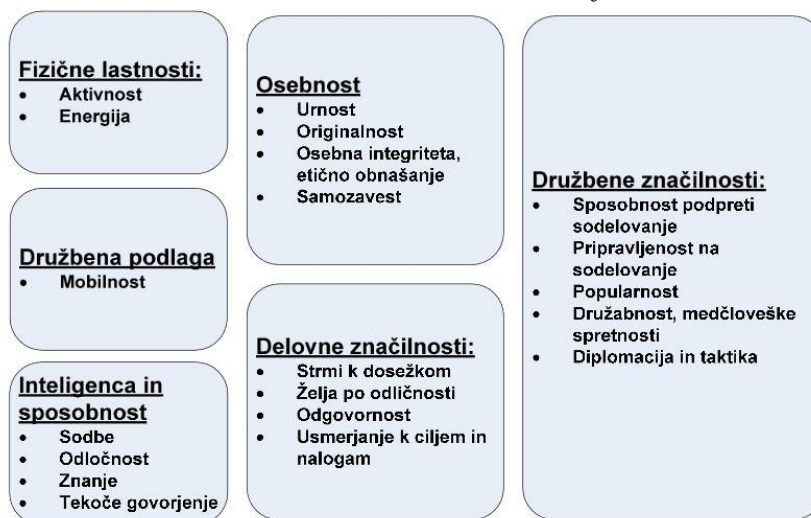 Fizične lastnosti:
• Aktivnost
• Energija
Družbena podlaga
• Mobilnost
Inteligenca in
sposobnost
• Sodbe
• Odločnost
• Znanje
• Tekoče govorjenje
Osebnost
• Urnost
• Originalnost
• Osebna integriteta,
etično obnašanje
• Samozavest
Delovne značilnosti:
• Strmi k dosežkom
• Želja po odličnosti
• Odgovornost
• Usmerjanje k ciljem in
nalogam
Družbene značilnosti:
• Sposobnost podpreti
sodelovanje
• Pripravljenost na
sodelovanje
• Popularnost
• Družabnost, medčloveške
spretnosti
• Diplomacija in taktika